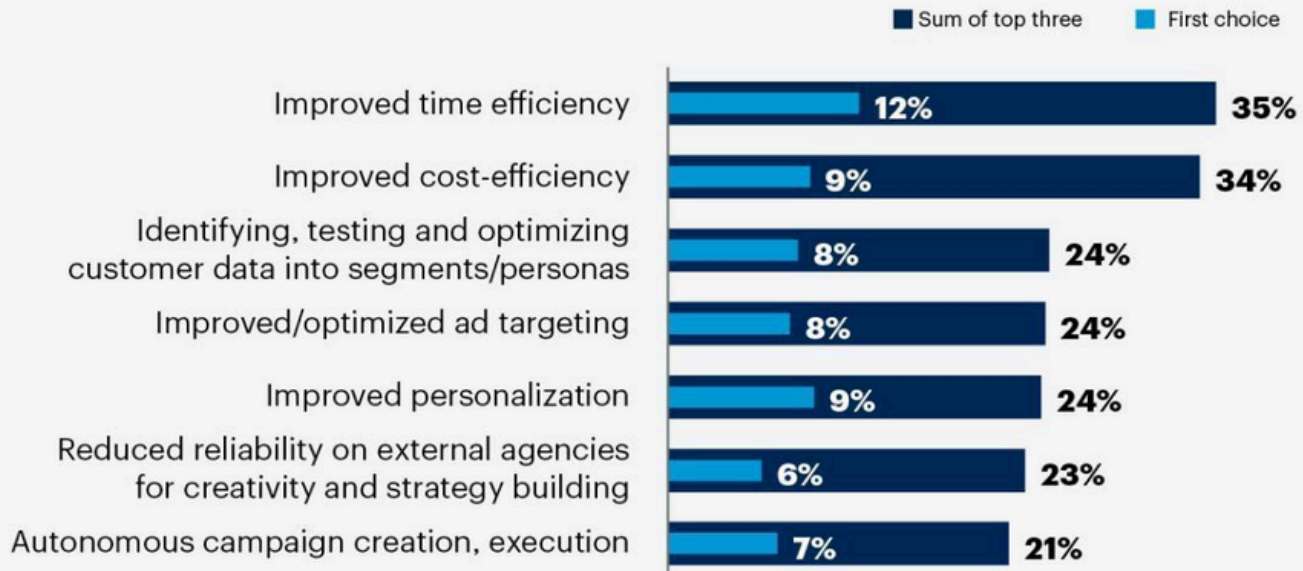 Sum of top three
First choice
Improved time efficiency
12%
35%
Improved cost-efficiency
9%
34%
Identifying, testing and optimizing
customer data into segments/personas
8%
24%
Improved/optimized ad targeting
8%
24%
Improved personalization
9%
24%
Reduced reliability on external agencies
for creativity and strategy building
6%
23%
Autonomous campaign creation, execution
7%
21%